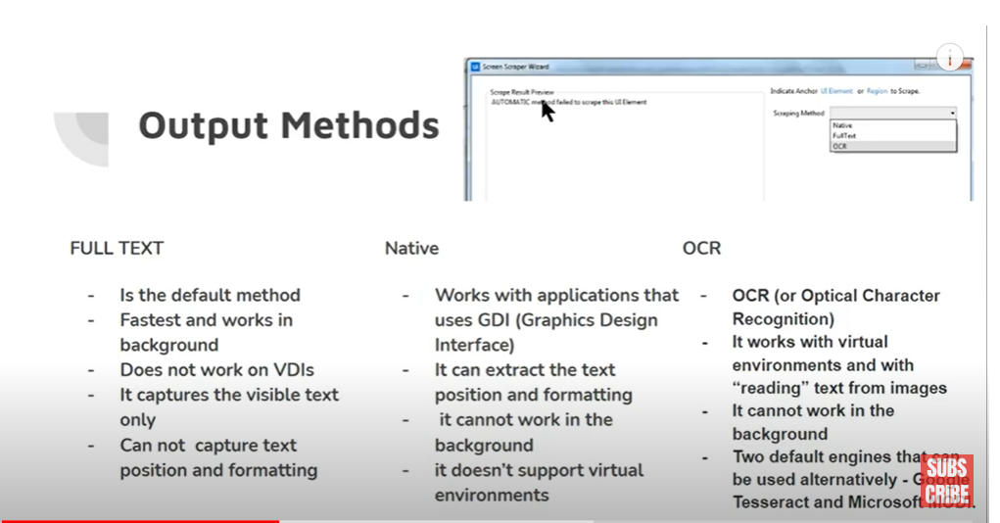 Screen Scraper Wizard
Scrape Result Preview
AUTOMATIC method failed to scrape this UI Element
Indicate Anchor UI Element or Region to Scrape.
Scraping Method
Native
FullText
OCR
Output Methods
FULL TEXT
- Is the default method
- Fastest and works in
background
- Does not work on VDIs
- It captures the visible text
only
- Can not capture text
position and formatting
Native
- Works with applications that
uses GDI (Graphics Design
Interface)
- It can extract the text
position and formatting
- it cannot work in the
background
- it doesn't support virtual
environments
OCR
- OCR (or Optical Character
Recognition)
- It works with virtual
environments and with
“reading” text from images
- It cannot work in the
background
- Two default engines that can
be used alternatively - Google
Tesseract and Microsoft MODI.
SUBS
CRIBE